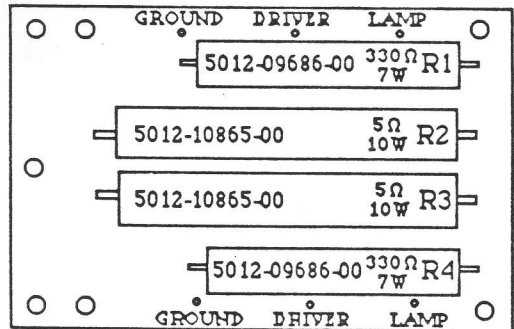 GROUND DRIVER LAMP
5012-09686-00 330Ω 7W R1
5012-10865-00 5Ω 10W R2
5012-10865-00 5Ω 10W R3
5012-09686-00 330Ω 7W R4
GROUND DRIVER LAMP